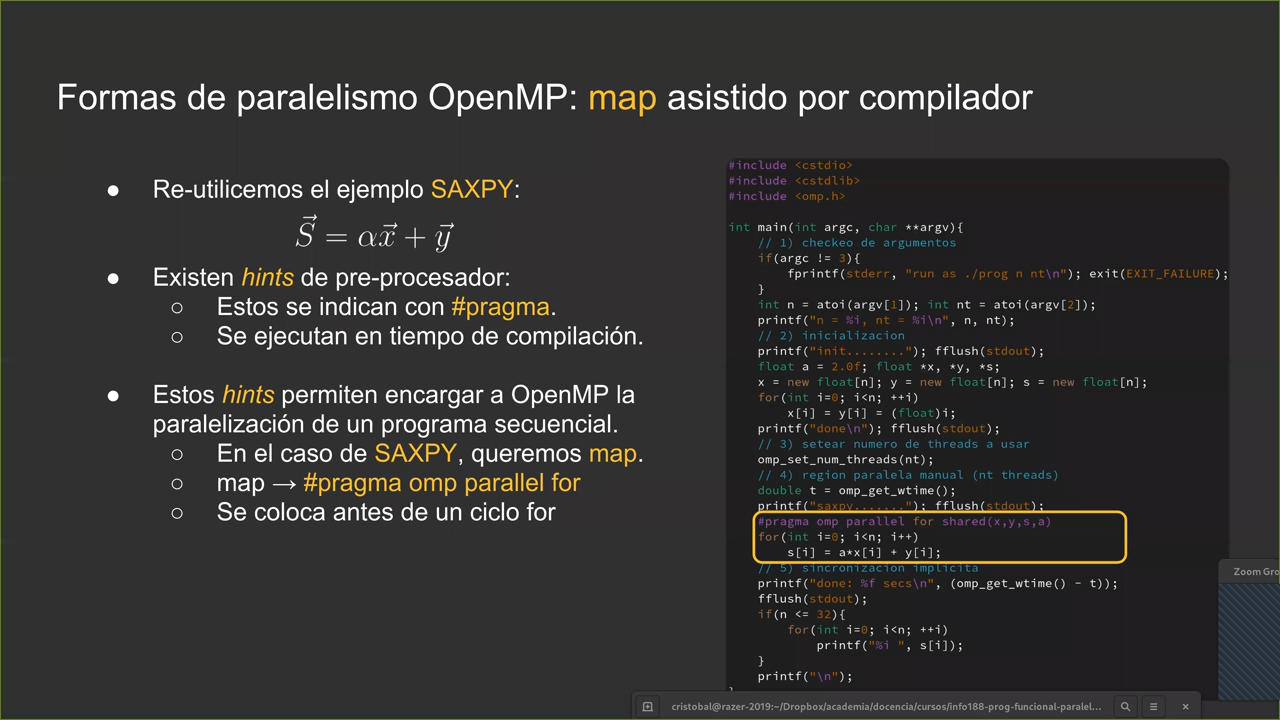 Formas de paralelismo OpenMP: map asistido por compilador
● Re-utilicemos el ejemplo SAXPY:
S⃗ = αx⃗ + y⃗
● Existen hints de pre-procesador:
○ Estos se indican con #pragma.
○ Se ejecutan en tiempo de compilación.
● Estos hints permiten encargar a OpenMP la
paralelización de un programa secuencial.
○ En el caso de SAXPY, queremos map.
○ map → #pragma omp parallel for
○ Se coloca antes de un ciclo for
#include <cstdio>
#include <cstdlib>
#include <omp.h>
int main(int argc, char **argv){
// 1) checkeo de argumentos
if(argc != 3){
fprintf(stderr, "run as ./prog n nt\n"); exit(EXIT_FAILURE);
}
int n = atoi(argv[1]); int nt = atoi(argv[2]);
printf("n = %i, nt = %i\n", n, nt);
// 2) inicializacion
printf("init........"); fflush(stdout);
float a = 2.0f; float *x, *y, *s;
x = new float[n]; y = new float[n]; s = new float[n];
for(int i=0; i<n; ++i)
x[i] = y[i] = (float)i;
printf("done\n"); fflush(stdout);
// 3) setear numero de threads a usar
omp_set_num_threads(nt);
// 4) region paralela manual (nt threads)
double t = omp_get_wtime();
printf("saxpy......."); fflush(stdout);
#pragma omp parallel for shared(x,y,s,a)
for(int i=0; i<n; i++)
s[i] = a*x[i] + y[i];
// 5) sincronizacion implicita
printf("done: %f secs\n", (omp_get_wtime() - t));
fflush(stdout);
if(n <= 32){
for(int i=0; i<n; ++i)
printf("%i ", s[i]);
}
printf("\n");
}
Zoom Gro
cristobal@razer-2019:~/Dropbox/academia/docencia/cursos/info188-prog-funcional-paralel...